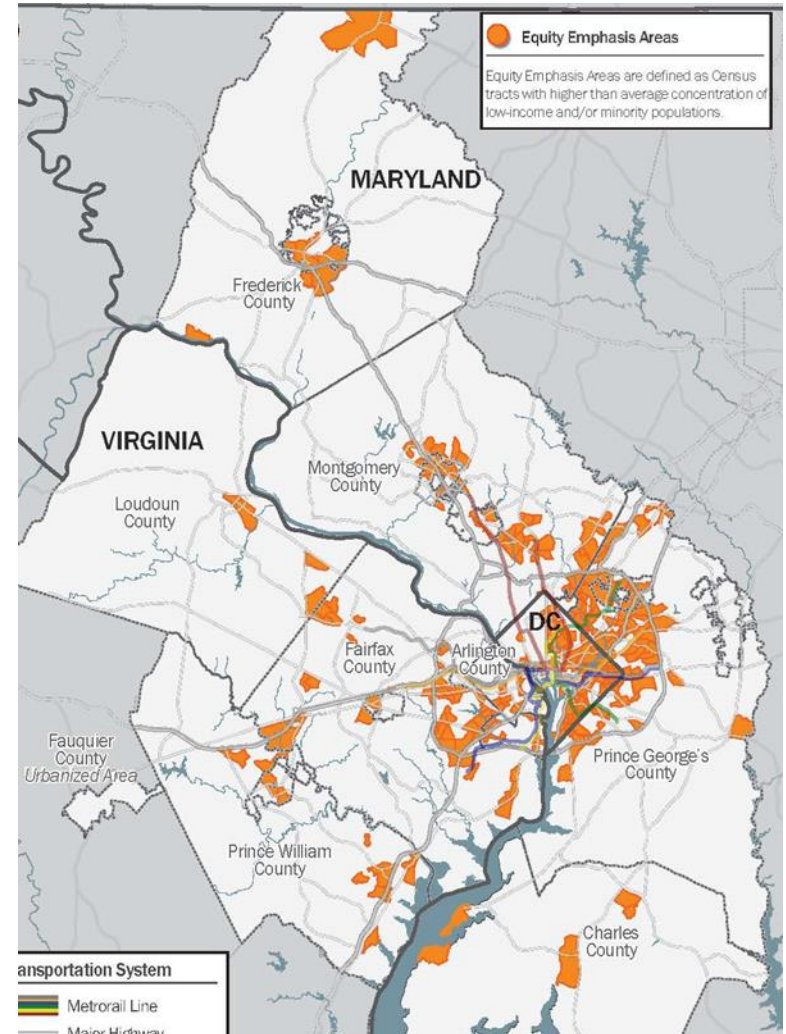 Equity Emphasis Areas
Equity Emphasis Areas are defined as Census
tracts with higher than average concentration of
low-income and/or minority populations.
MARYLAND
Frederick
County
VIRGINIA
Montgomery
County
Loudoun
County
DC
Fairfax
County
Arlington
County
Fauquier
County
Urbanized Area
Prince George's
County
Prince William
County
Charles
County
ansportation System
Metrorail Line
Major Highway